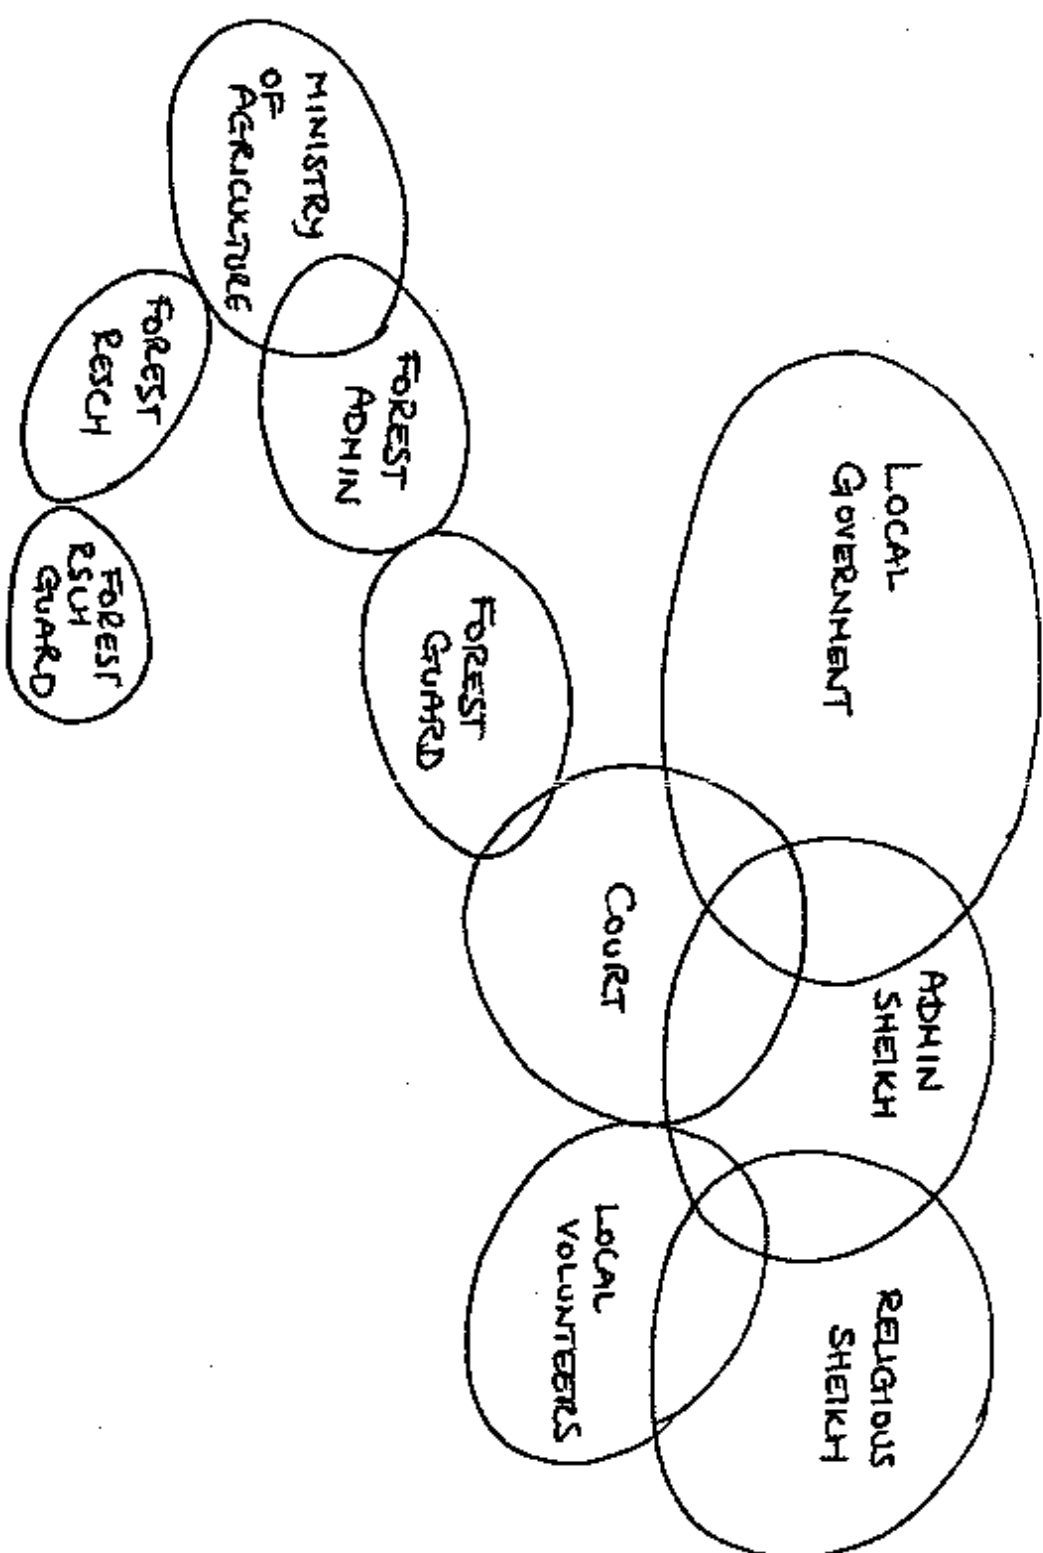 LOCAL
GOVERNMENT
ADMIN
SHEIKH
RELIGIOUS
SHEIKH
MINISTRY
OF
AGRICULTURE
FOREST
ADMIN
FOREST
GUARD
COURT
LOCAL
VOLUNTEERS
FOREST
RESCH
FOREST
RSCH
GUARD